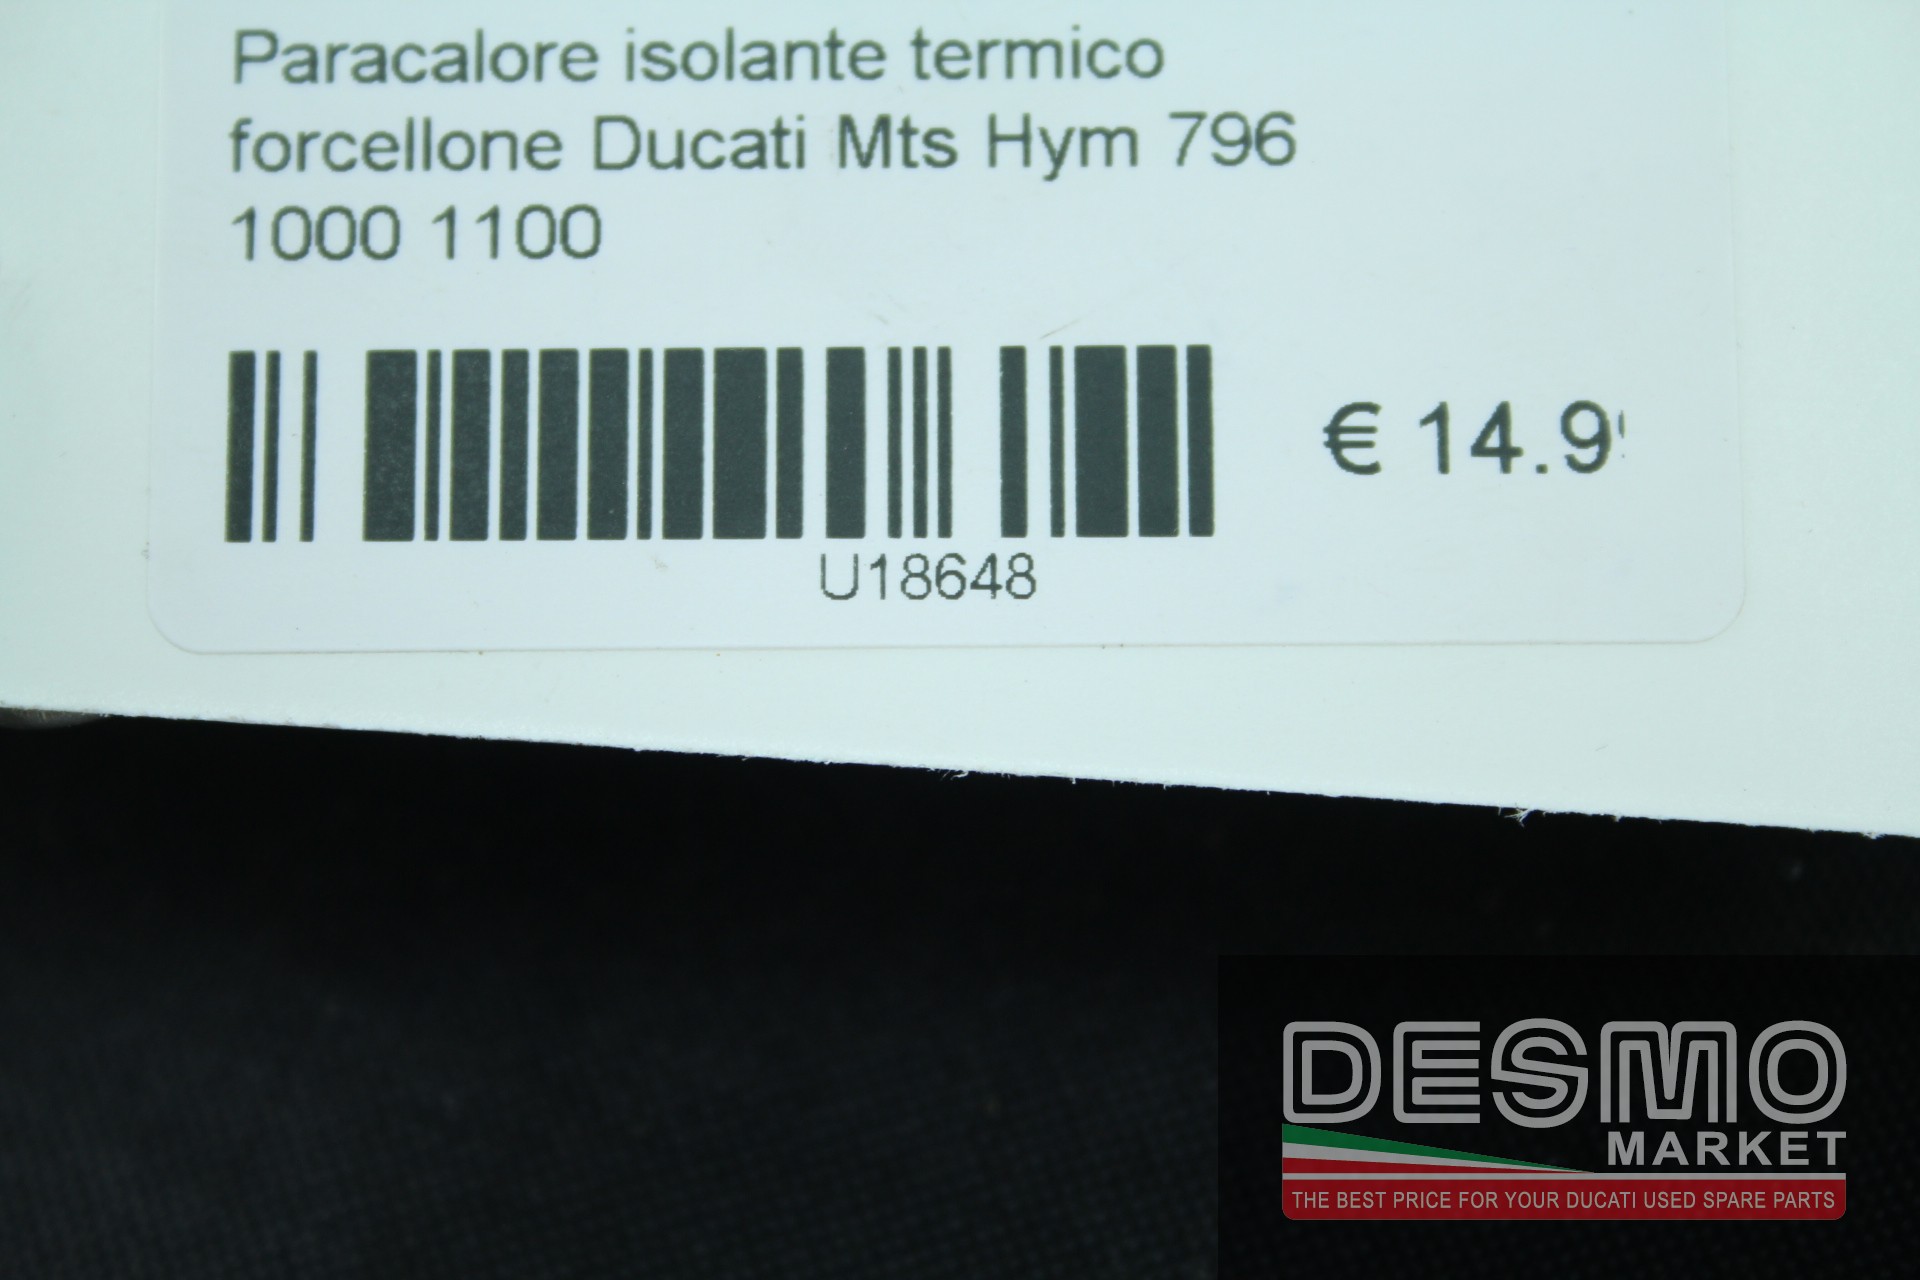 Paracalore isolante termico
forcellone Ducati Mts Hym 796
1000 1100
€ 14.9
U18648
DESMO
MARKET
THE BEST PRICE FOR YOUR DUCATI USED SPARE PARTS